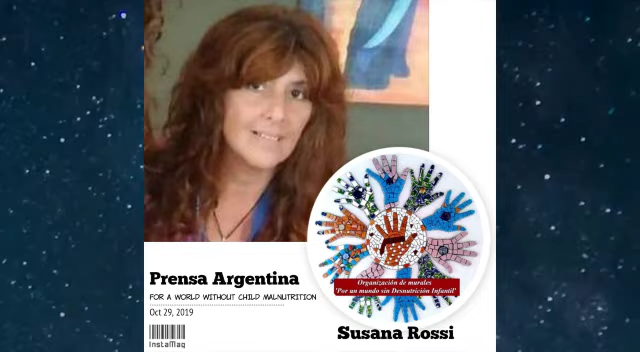 Organización de murales
'Por un mundo sin Desnutrición Infantil'
Prensa Argentina
FOR A WORLD WITHOUT CHILD MALNUTRITION
Oct 29, 2019
InstaMag
Susana Rossi